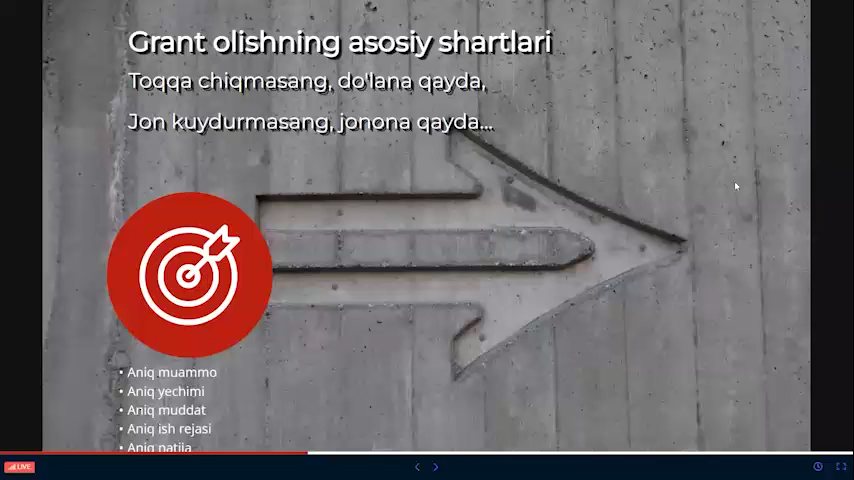 Grant olishning asosiy shartlari
Toqqa chiqmasang, do'lana qayda,
Jon kuydurmasang, jonona qayda...
• Aniq muammo
• Aniq yechimi
• Aniq muddat
• Aniq ish rejasi
• Aniq natija
LIVE